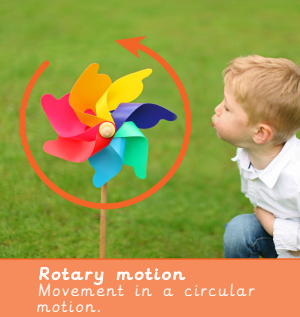 Rotary motion
Movement in a circular
motion.